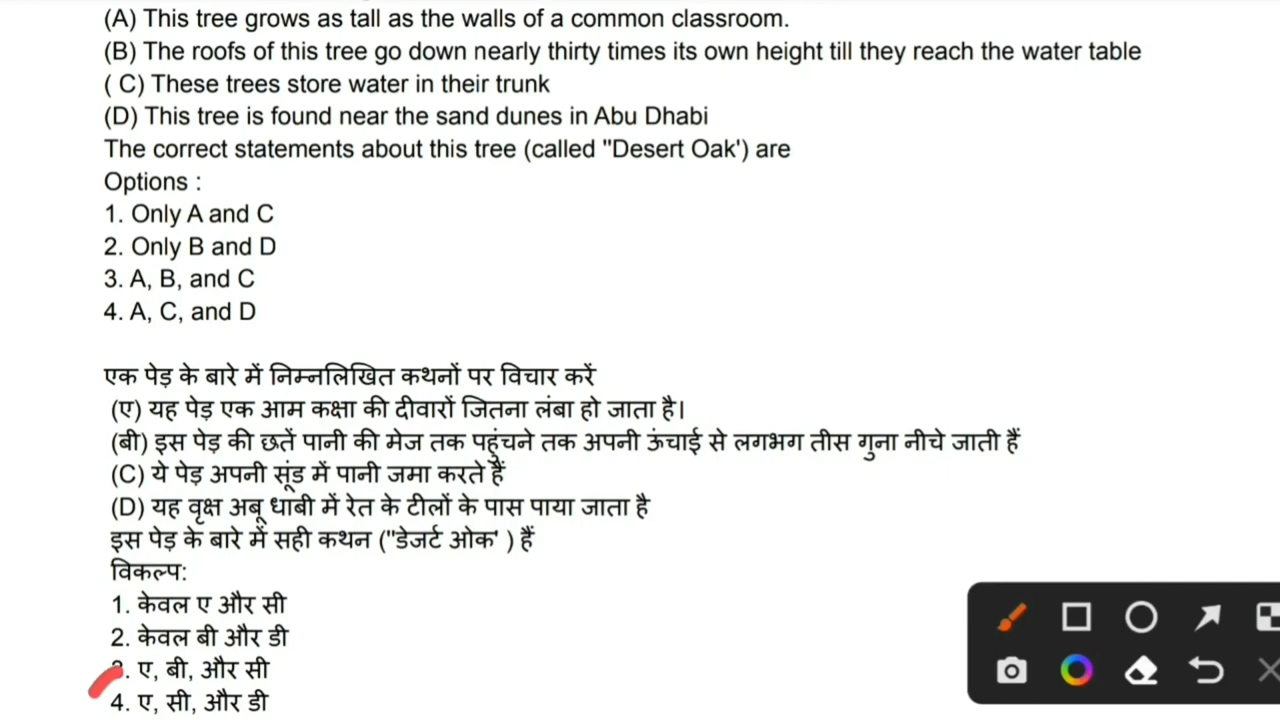 (A) This tree grows as tall as the walls of a common classroom.
(B) The roofs of this tree go down nearly thirty times its own height till they reach the water table
( C) These trees store water in their trunk
(D) This tree is found near the sand dunes in Abu Dhabi
The correct statements about this tree (called "Desert Oak') are
Options :
1. Only A and C
2. Only B and D
3. A, B, and C
4. A, C, and D
एक पेड़ के बारे में निम्नलिखित कथनों पर विचार करें
(ए) यह पेड़ एक आम कक्षा की दीवारों जितना लंबा हो जाता है।
(बी) इस पेड़ की छतें पानी की मेज तक पहुंचने तक अपनी ऊंचाई से लगभग तीस गुना नीचे जाती हैं
(C) ये पेड़ अपनी सूंड में पानी जमा करते हैं
(D) यह वृक्ष अबू धाबी में रेत के टीलों के पास पाया जाता है
इस पेड़ के बारे में सही कथन ("डेजर्ट ओक' ) हैं
विकल्प:
1. केवल ए और सी
2. केवल बी और डी
3. ए, बी, और सी
4. ए, सी, और डी